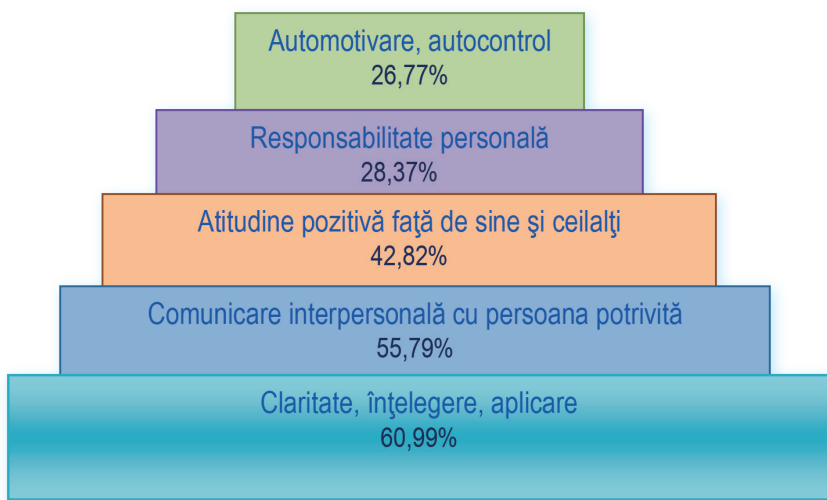 Automotivare, autocontrol
26,77%
Responsabilitate personală
28,37%
Atitudine pozitivă faţă de sine şi ceilalţi
42,82%
Comunicare interpersonală cu persoana potrivită
55,79%
Claritate, înţelegere, aplicare
60,99%